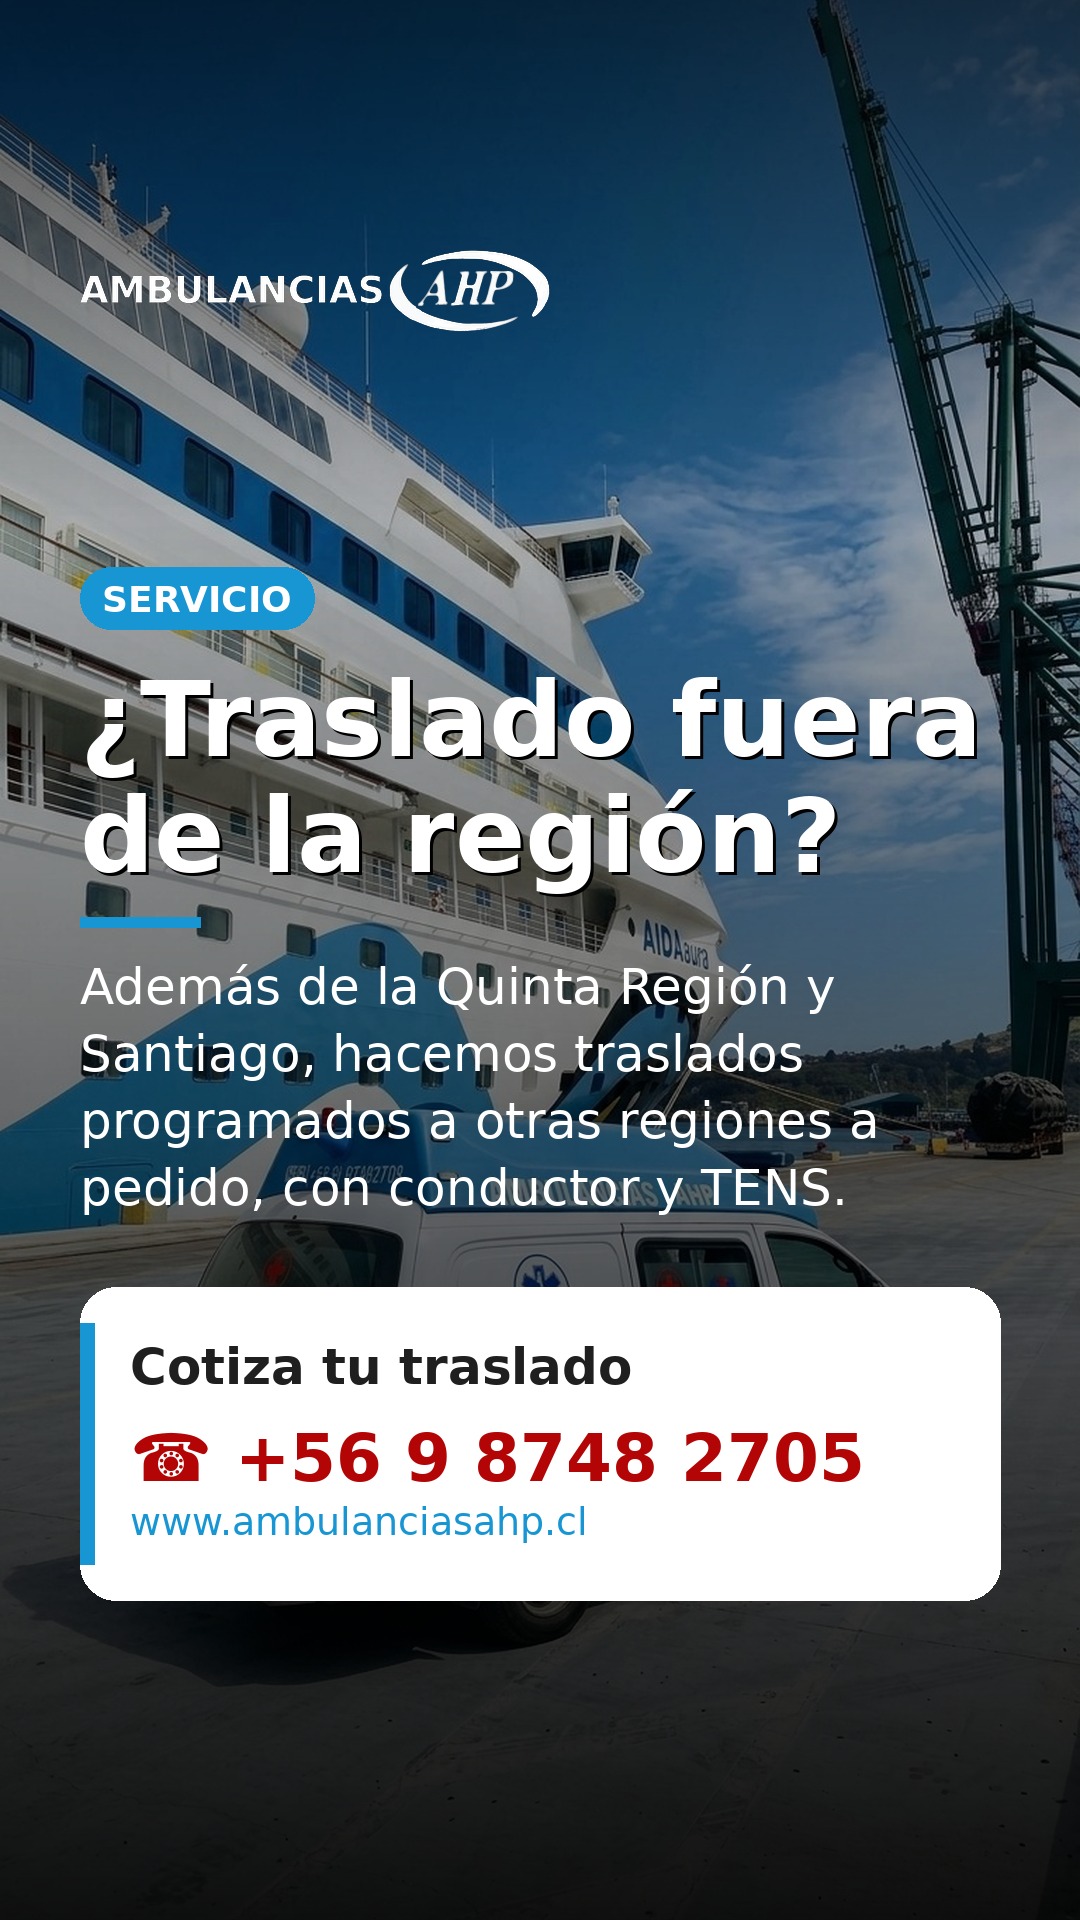 AMBULANCIAS AHP
SERVICIO
¿Traslado fuera
de la región?
AIDAaura
Además de la Quinta Región y
Santiago, hacemos traslados
programados a otras regiones a
pedido, con conductor y TENS.
Cotiza tu traslado
☎ +56 9 8748 2705
www.ambulanciasahp.cl